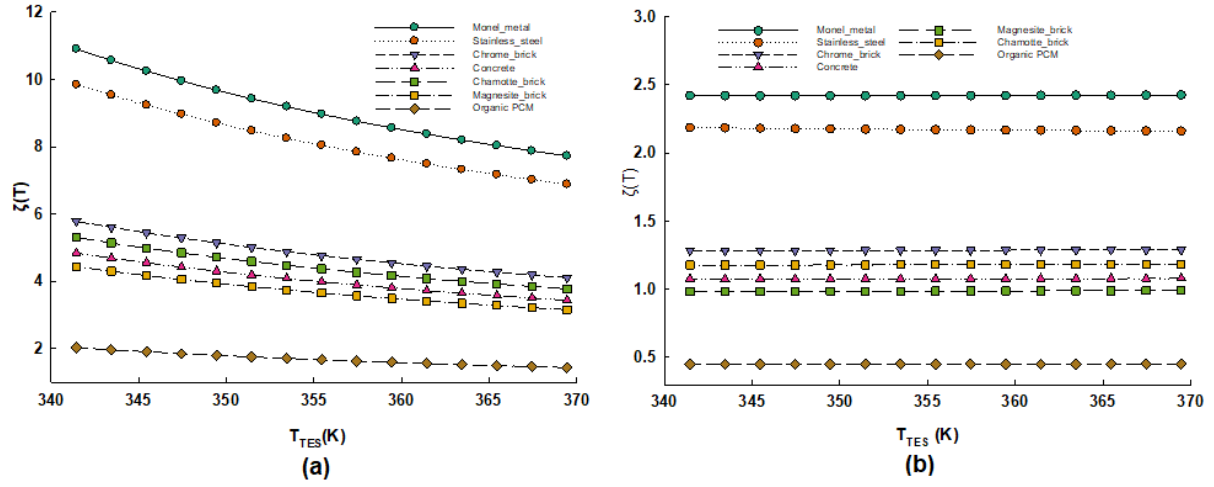 12
10
8
6
4
2
ζ(T)
Monel_metal
Stainless_steel
Chrome_brick
Concrete
Chamotte_brick
Magnesite_brick
Organic PCM
340 345 350 355 360 365 370
T_TES(K)
(a)
3.0
2.5
2.0
1.5
1.0
0.5
ζ(T)
Monel_metal Magnesite_brick
Stainless_steel Chamotte_brick
Chrome_brick Organic PCM
Concrete
340 345 350 355 360 365 370
T_TES (K)
(b)